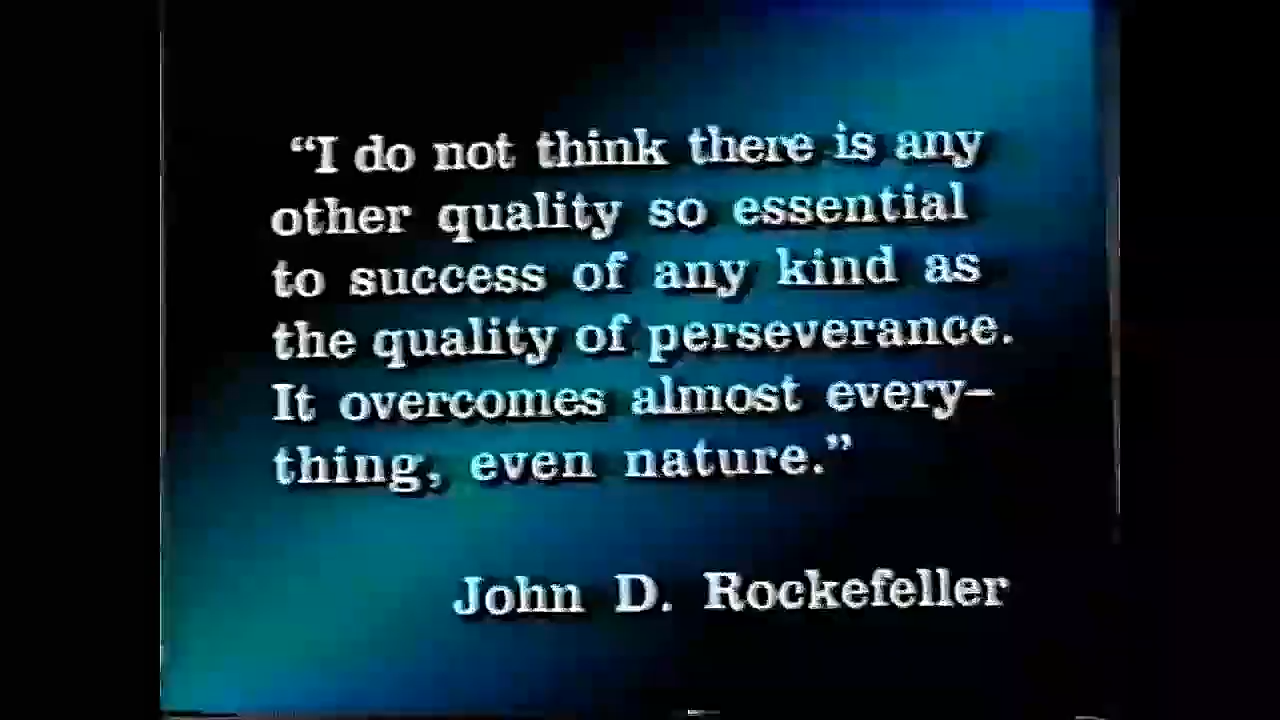 “I do not think there is any
other quality so essential
to success of any kind as
the quality of perseverance.
It overcomes almost every–
thing, even nature.”
John D. Rockefeller